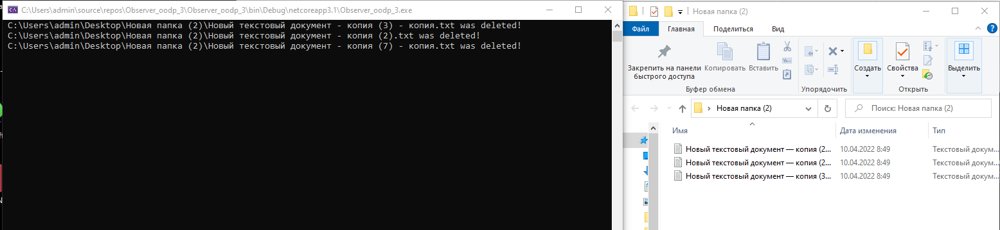 C:\Users\admin\source\repos\Observer_oodp_3\Observer_oodp_3\bin\Debug\netcoreapp3.1\Observer_oodp_3.exe
C:\Users\admin\Desktop\Новая папка (2)\Новый текстовый документ - копия (3) - копия.txt was deleted!
C:\Users\admin\Desktop\Новая папка (2)\Новый текстовый документ - копия (2).txt was deleted!
C:\Users\admin\Desktop\Новая папка (2)\Новый текстовый документ - копия (7) - копия.txt was deleted!
Новая папка (2)
Файл Главная Поделиться Вид
Закрепить на панели быстрого доступа
Копировать
Вставить
Создать
Свойства
Выделить
Буфер обмена Упорядочить Открыть
Новая папка (2)
Поиск: Новая папка (2)
Имя Дата изменения Тип
Новый текстовый документ — копия (2... 10.04.2022 8:49 Текстовый докум...
Новый текстовый документ — копия (2... 10.04.2022 8:49 Текстовый докум...
Новый текстовый документ — копия (3... 10.04.2022 8:49 Текстовый докум...